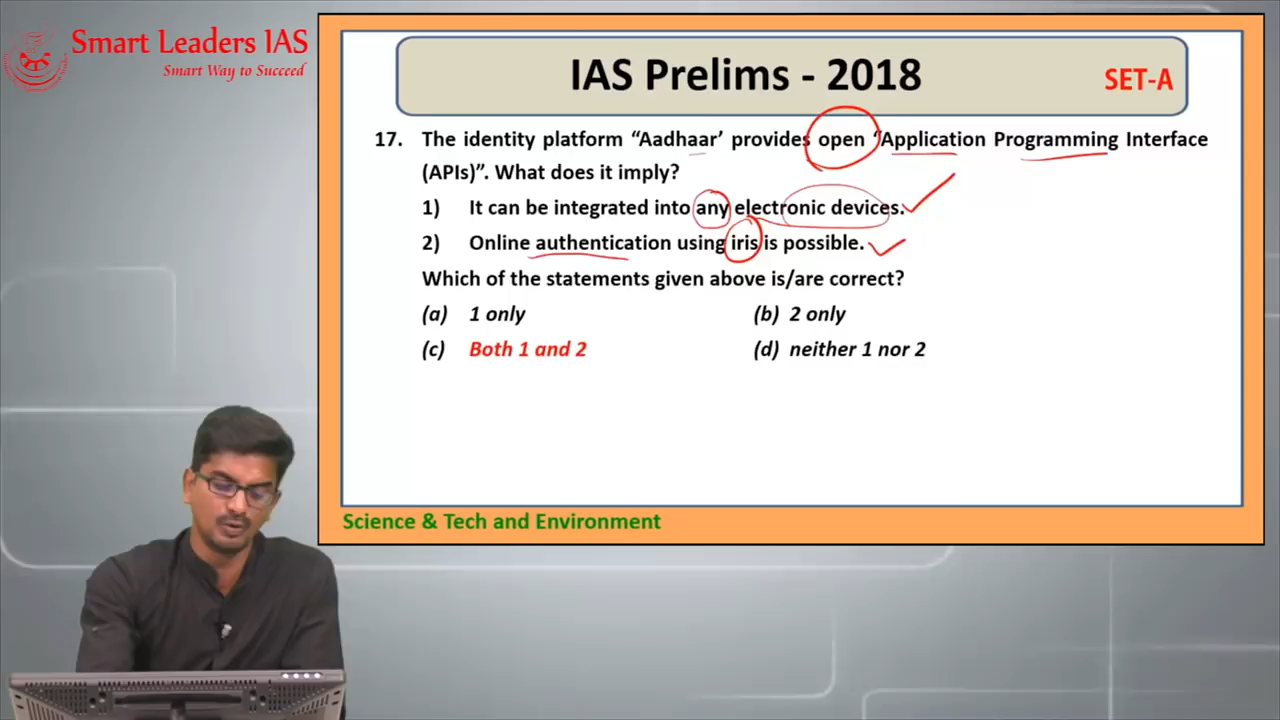 Smart Leaders IAS
Smart Way to Succeed
IAS Prelims - 2018
SET-A
17. The identity platform “Aadhaar’ provides open “Application Programming Interface
(APIs)”. What does it imply?
1) It can be integrated into any electronic devices.
2) Online authentication using iris is possible.
Which of the statements given above is/are correct?
(a) 1 only (b) 2 only
(c) Both 1 and 2 (d) neither 1 nor 2
Science & Tech and Environment